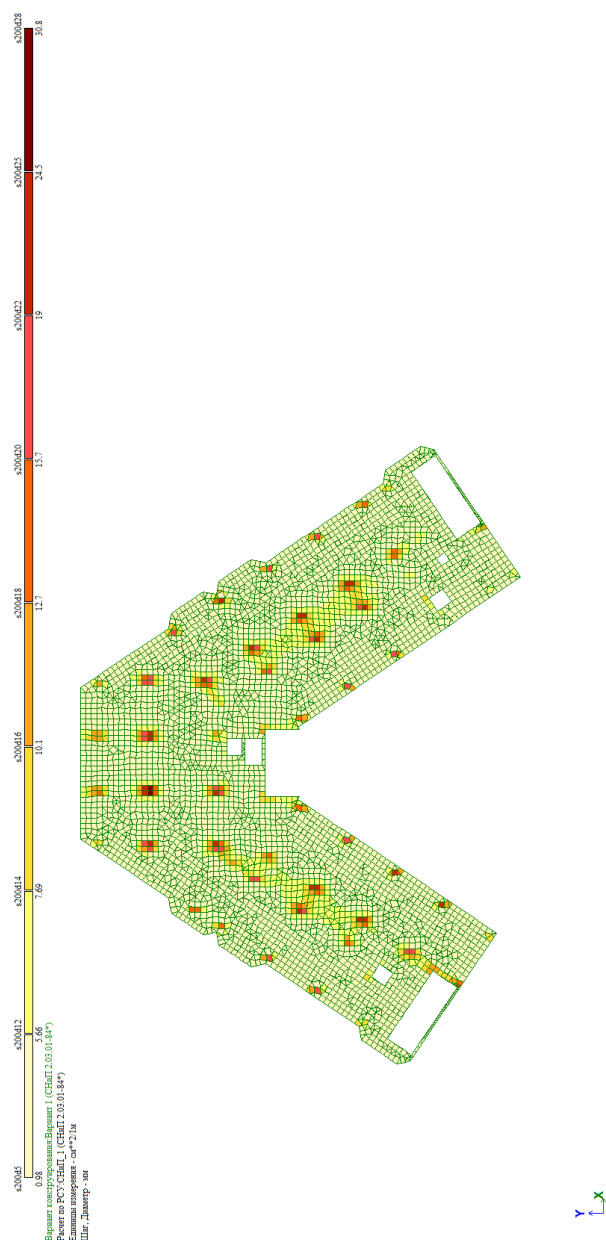 s200d5 s200d12 s200d14 s200d16 s200d18 s200d20 s200d22 s200d25 s200d28
0.98 5.66 7.69 10.1 12.7 15.7 19 24.5 30.8
Вариант конструирования:Вариант 1 (СНиП 2.03.01-84*)
Расчет по РСУ:СНиП_1 (СНиП 2.03.01-84*)
Единицы измерения - см**2/1м
Шаг, Диаметр - мм
Y
X